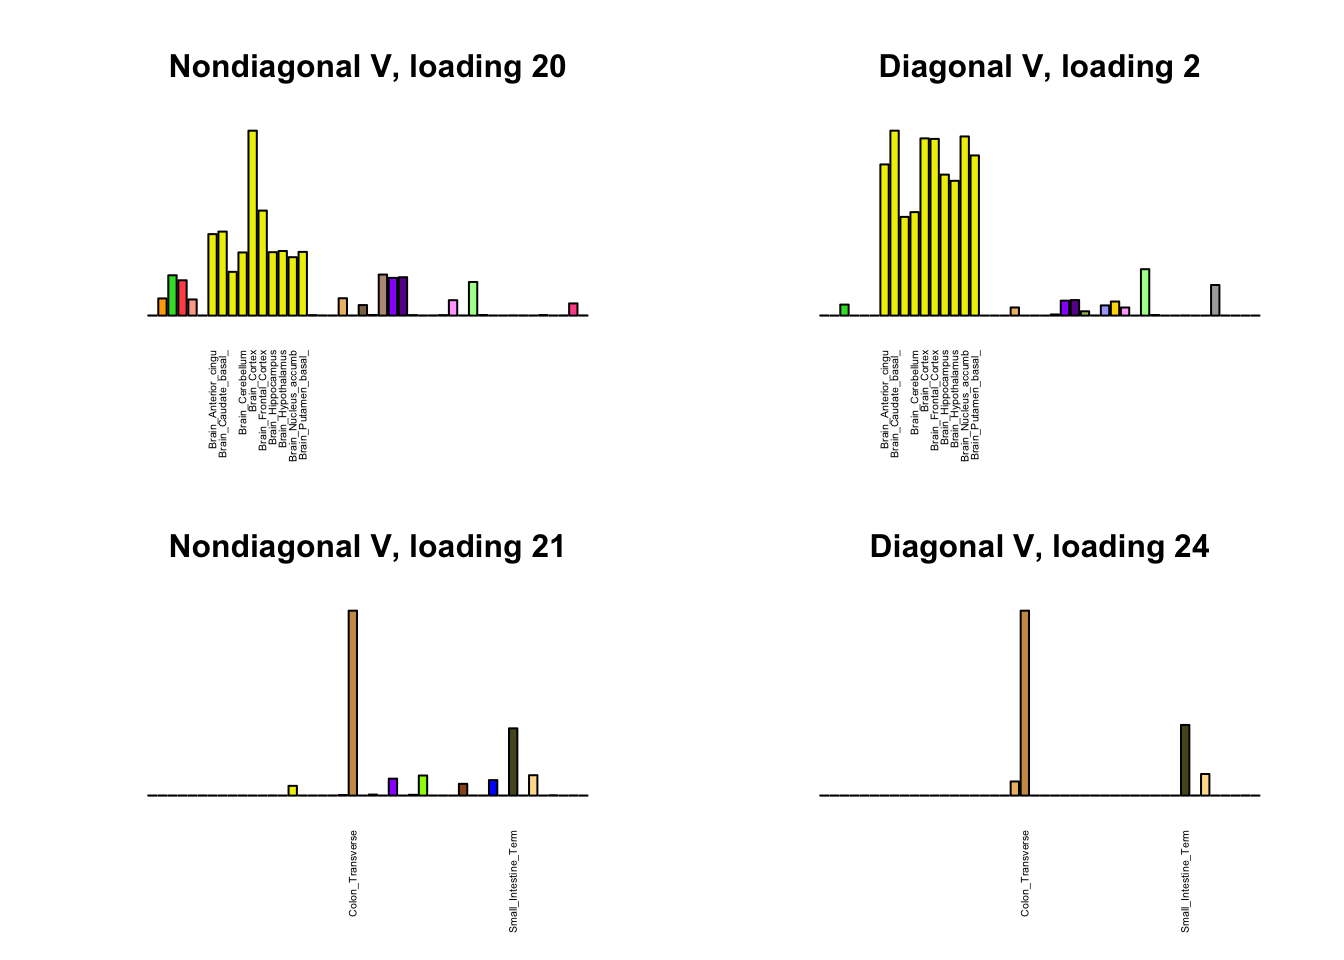 Nondiagonal V, loading 20
Diagonal V, loading 2
Brain_Anterior_cingu
Brain_Caudate_basal_
Brain_Cerebellum
Brain_Cortex
Brain_Frontal_Cortex
Brain_Hippocampus
Brain_Hypothalamus
Brain_Nucleus_accumb
Brain_Putamen_basal_
Brain_Anterior_cingu
Brain_Caudate_basal_
Brain_Cerebellum
Brain_Cortex
Brain_Frontal_Cortex
Brain_Hippocampus
Brain_Hypothalamus
Brain_Nucleus_accumb
Brain_Putamen_basal_
Nondiagonal V, loading 21
Diagonal V, loading 24
Colon_Transverse
Small_Intestine_Term
Colon_Transverse
Small_Intestine_Term